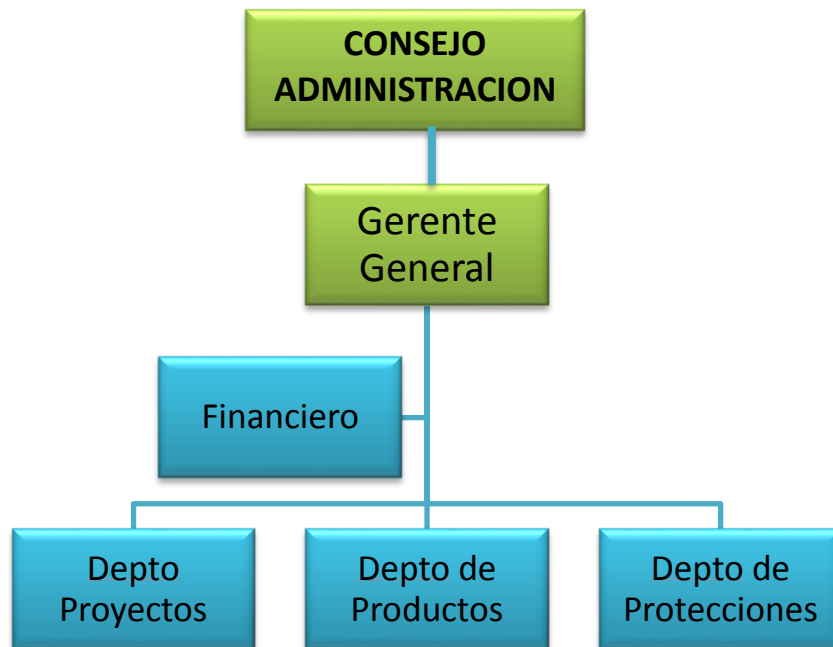 CONSEJO
ADMINISTRACION
Gerente
General
Financiero
Depto
Proyectos
Depto de
Productos
Depto de
Protecciones